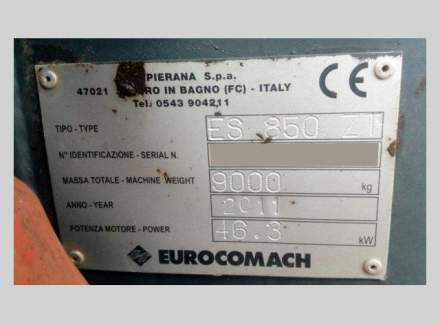 PIERANA S.p.a.
47021 RO IN BAGNO (FC) - ITALY
Tel. 0543 904211
CE
TIPO - TYPE ES 850 ZT
N° IDENTIFICAZIONE - SERIAL N.
MASSA TOTALE - MACHINE WEIGHT 9000 kg
ANNO - YEAR 2011
POTENZA MOTORE - POWER 46.3 kW
EUROCOMACH